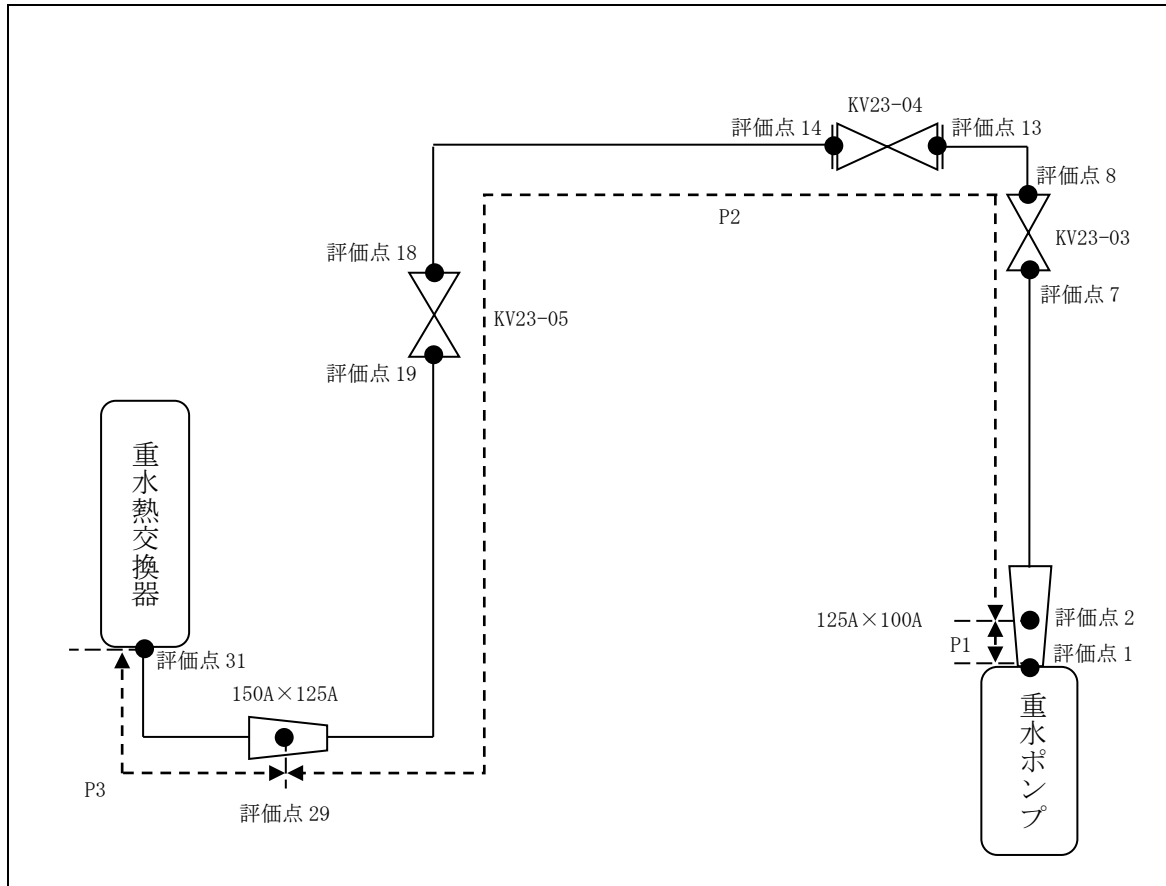 KV23-04
評価点 14
評価点 13
評価点 8
P2
KV23-03
評価点 18
評価点 7
KV23-05
評価点 19
重水熱交換器
125A×100A
評価点 2
P1
評価点 1
評価点 31
150A×125A
重水ポンプ
P3
評価点 29